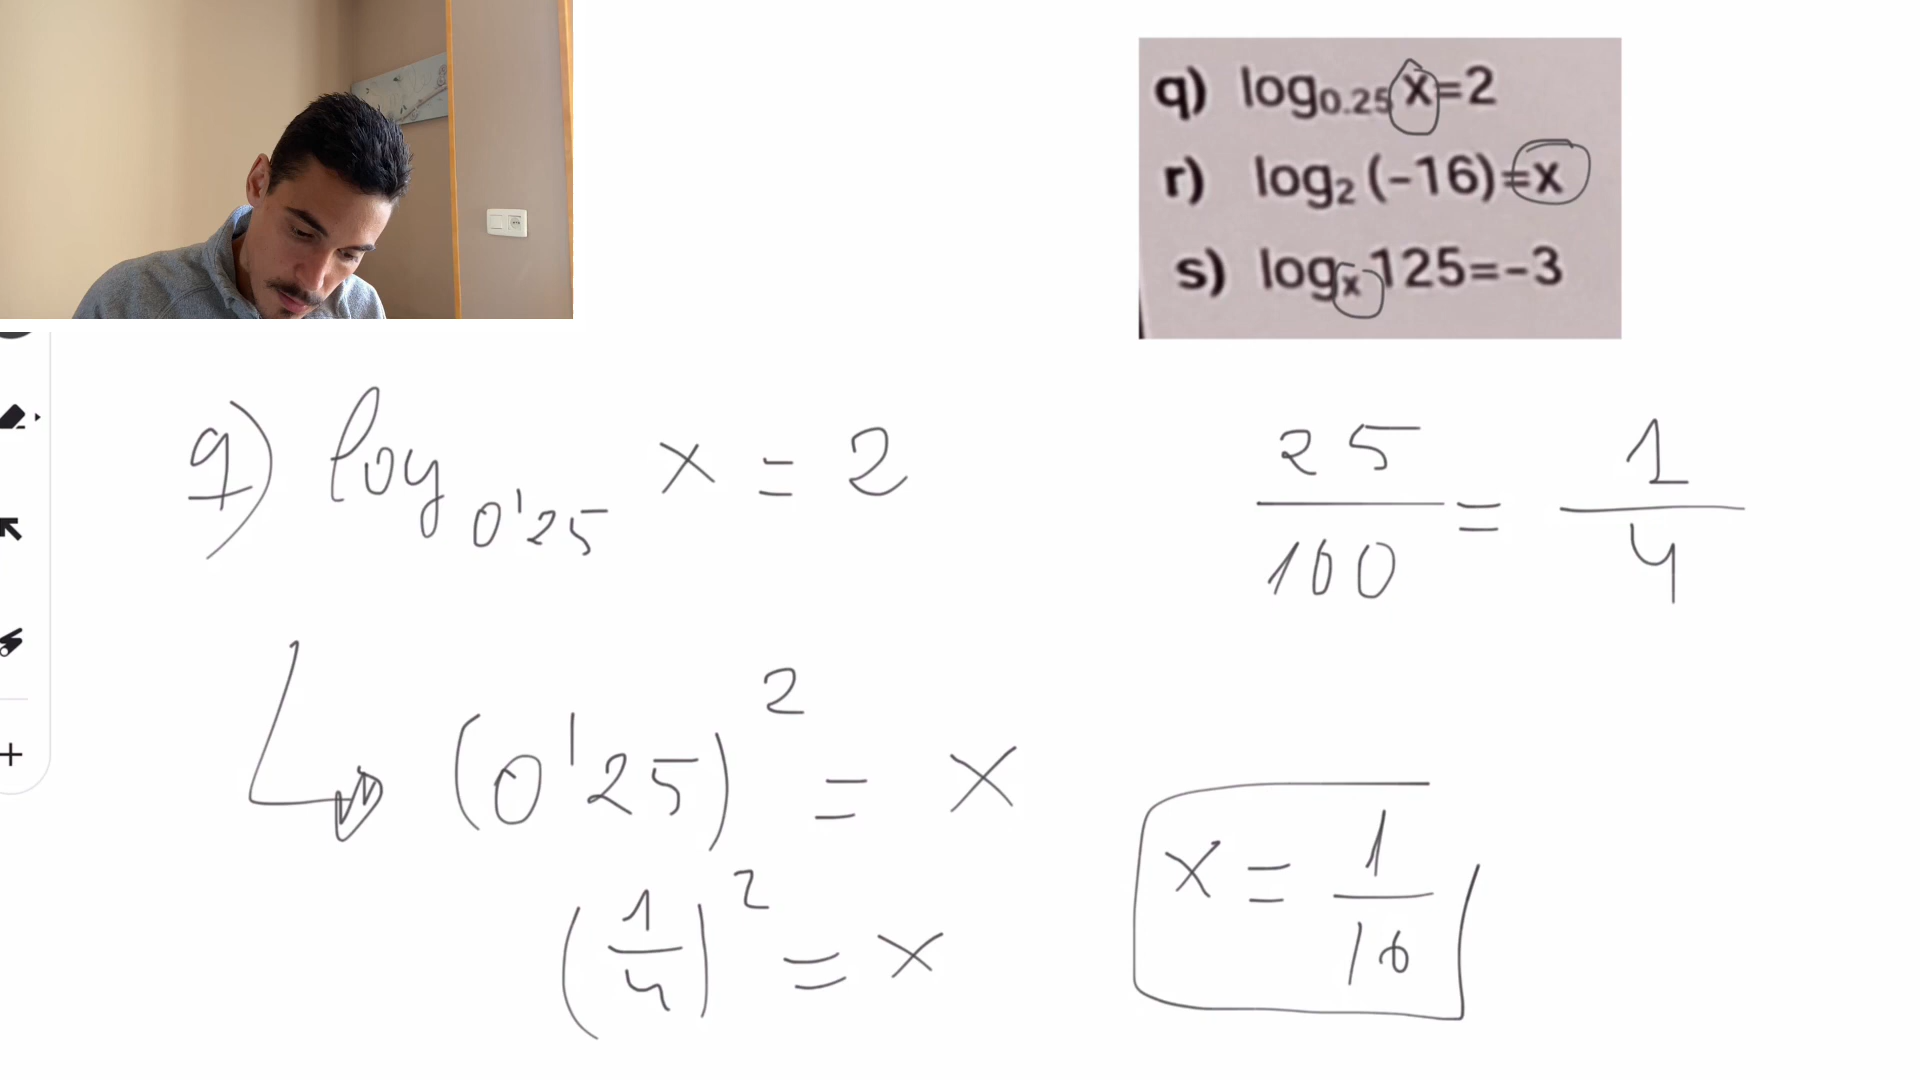 q) log₀.₂₅ x=2
r) log₂ (-16)=x
s) logₓ 125=-3
q) log₀'₂₅ x = 2
25/100 = 1/4
(0'25)² = x
(1/4)² = x
x = 1/16